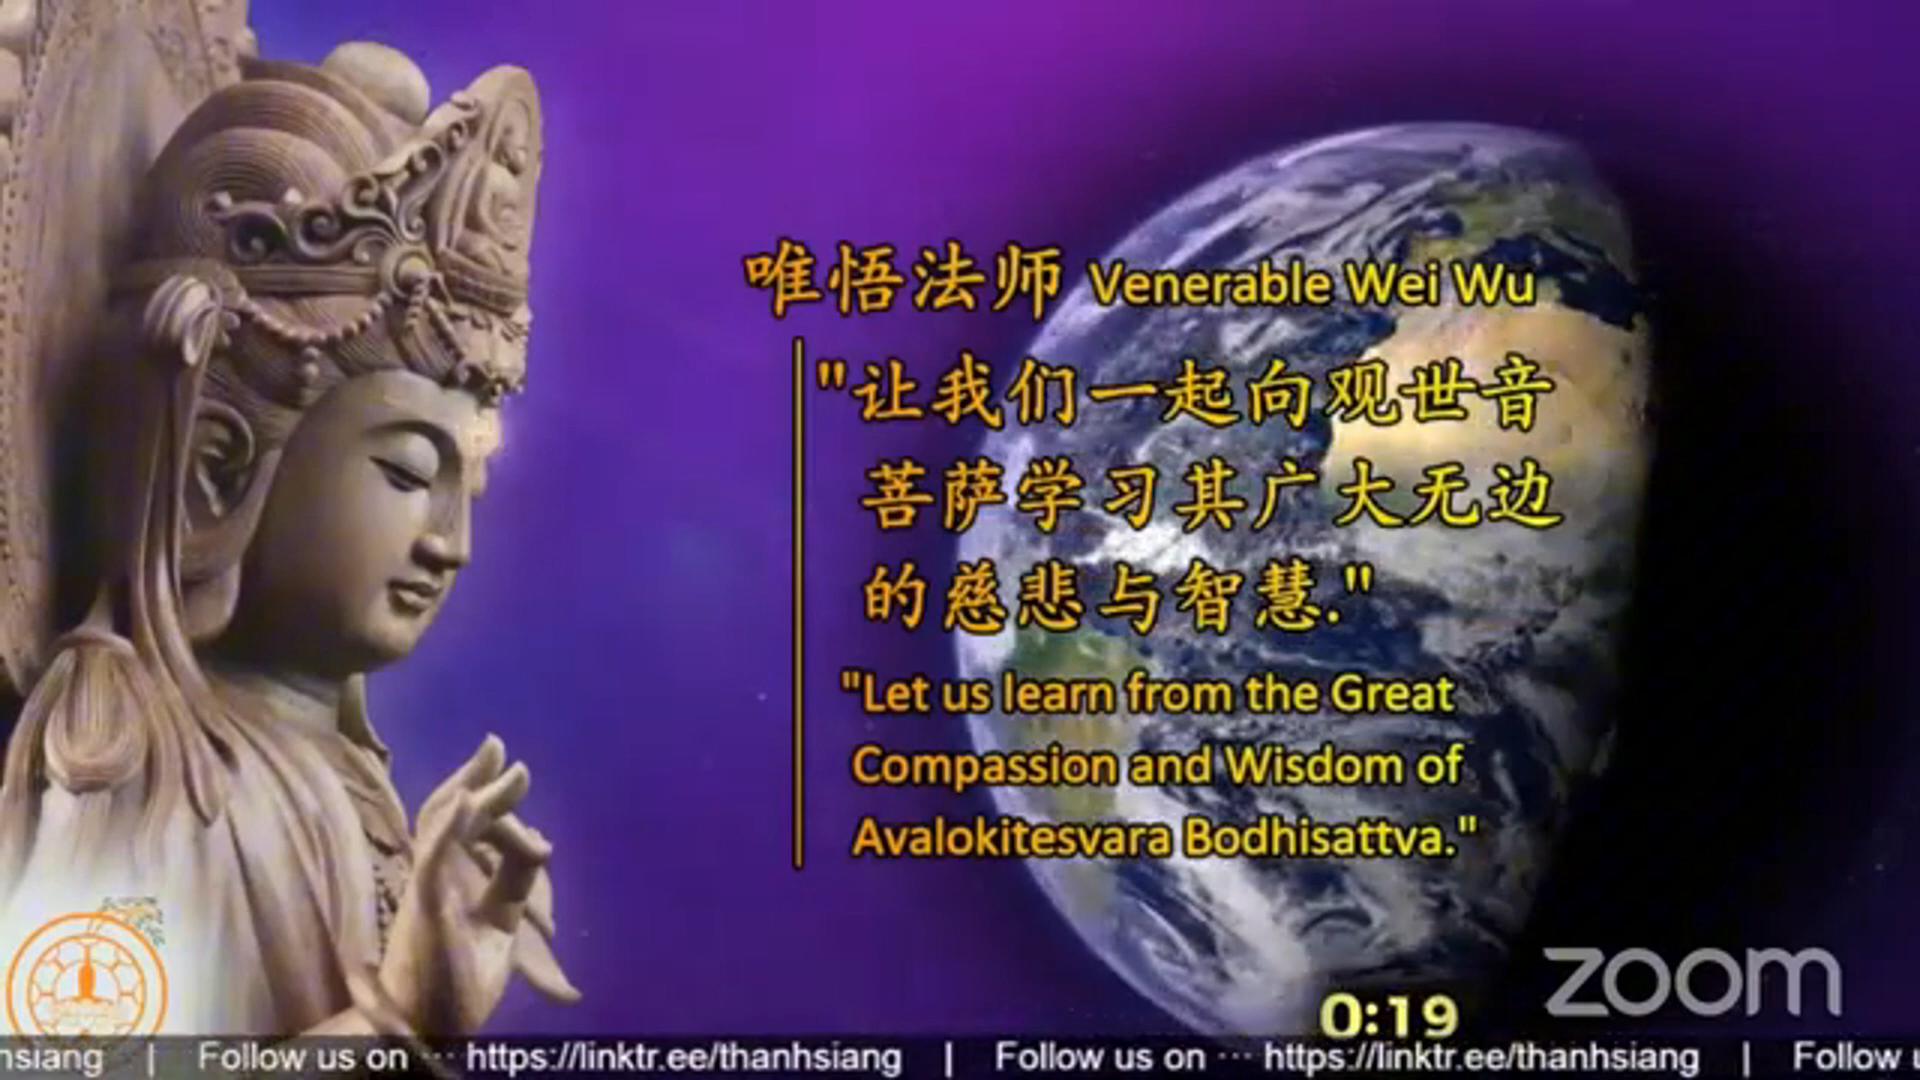 唯悟法师 Venerable Wei Wu
"让我们一起向观世音
菩萨学习其广大无边
的慈悲与智慧."
"Let us learn from the Great
Compassion and Wisdom of
Avalokitesvara Bodhisattva."
zoom
0:19
hsiang | Follow us on ··· https://linktr.ee/thanhsiang | Follow us on ··· https://linktr.ee/thanhsiang | Follow